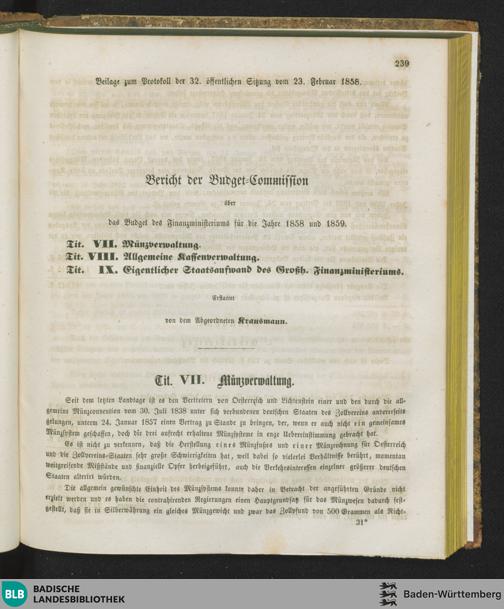 239
Beilage zum Protokoll der 32. öffentlichen Sitzung vom 23. Februar 1858.
Bericht der Budget-Commission
über
das Budget des Finanzministeriums für die Jahre 1858 und 1859.
Tit. VII. Münzverwaltung.
Tit. VIII. Allgemeine Kassenverwaltung.
Tit. IX. Eigentlicher Staatsaufwand des Großh. Finanzministeriums.
Erstattet
von dem Abgeordneten Krausmann.
Tit. VII. Münzverwaltung.
Seit dem letzten Landtage ist es den Vertretern von Oesterreich und Lichtenstein einer und den durch die all-
gemeine Münzconvention vom 30. Juli 1838 unter sich verbundenen deutschen Staaten des Zollvereins andererseits
gelungen, unterm 24. Januar 1857 einen Vertrag zu Stande zu bringen, der, wenn er auch nicht ein gemeinsames
Münzsystem geschaffen, doch die drei aufrecht erhaltene Münzsysteme in enge Uebereinstimmung gebracht hat.
Es ist nicht zu verkennen, daß die Herstellung eines Münzfußes und einer Münzrechnung für Oesterreich
und die Zollvereins-Staaten sehr große Schwierigkeiten hat, weil dabei so vielerlei Verhältnisse berührt, momentan
weitgreifende Mißstände und finanzielle Opfer herbeigeführt, auch die Verkehrsinteressen einzelner größerer deutschen
Staaten alterirt würden.
Die allgemein gewünschte Einheit des Münzsystems konnte daher in Betracht der angeführten Gründe nicht
erzielt werden und es haben die contrahirenden Regierungen einen Hauptgrundsatz für das Münzwesen dadurch fest-
gestellt, daß sie in Silberwährung ein gleiches Münzgewicht und zwar das Zollpfund von 500 Grammen als Richt-
31*
BLB
BADISCHE
LANDESBIBLIOTHEK
Baden-Württemberg